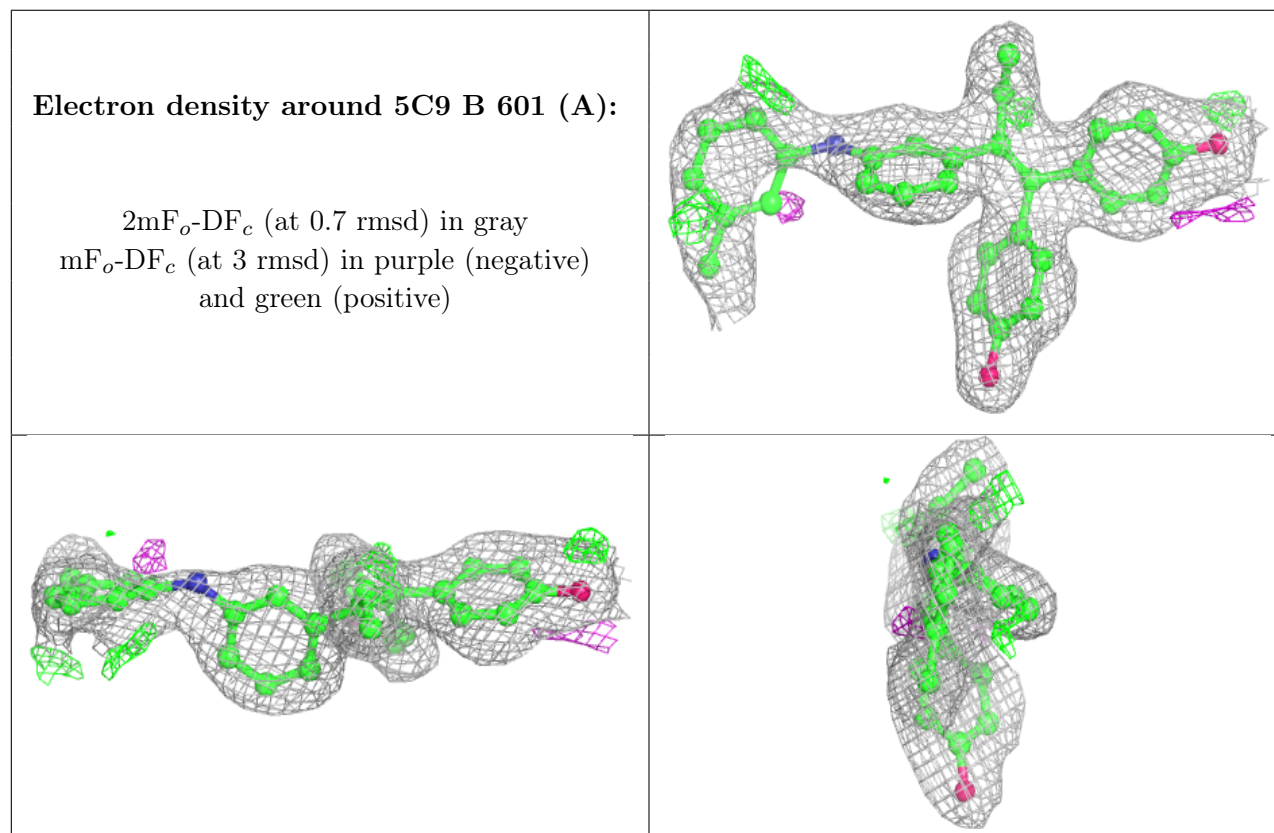 Electron density around 5C9 B 601 (A):
2mFₒ-DF𝒸 (at 0.7 rmsd) in gray
mFₒ-DF𝒸 (at 3 rmsd) in purple (negative)
and green (positive)